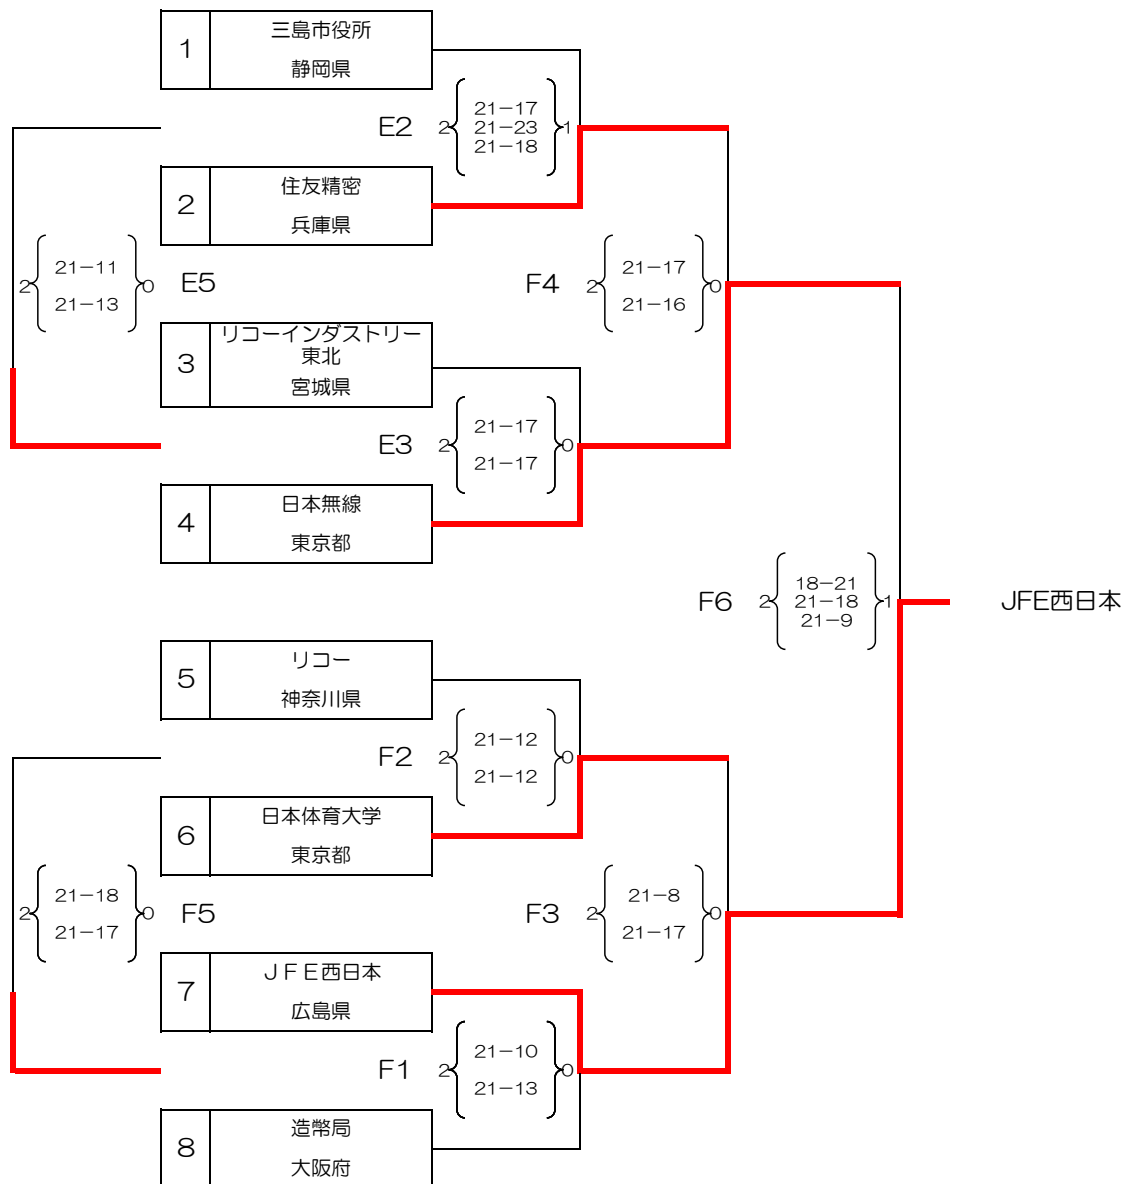 1
三島市役所
静岡県
E2
2
21−17
21−23
21−18
1
2
住友精密
兵庫県
2
21−11
21−13
0
E5
F4
2
21−17
21−16
0
3
リコーインダストリー
東北
宮城県
E3
2
21−17
21−17
0
4
日本無線
東京都
F6
2
18−21
21−18
21−9
1
JFE西日本
5
リコー
神奈川県
F2
2
21−12
21−12
0
6
日本体育大学
東京都
2
21−18
21−17
0
F5
F3
2
21−8
21−17
0
7
ＪＦＥ西日本
広島県
F1
2
21−10
21−13
0
8
造幣局
大阪府